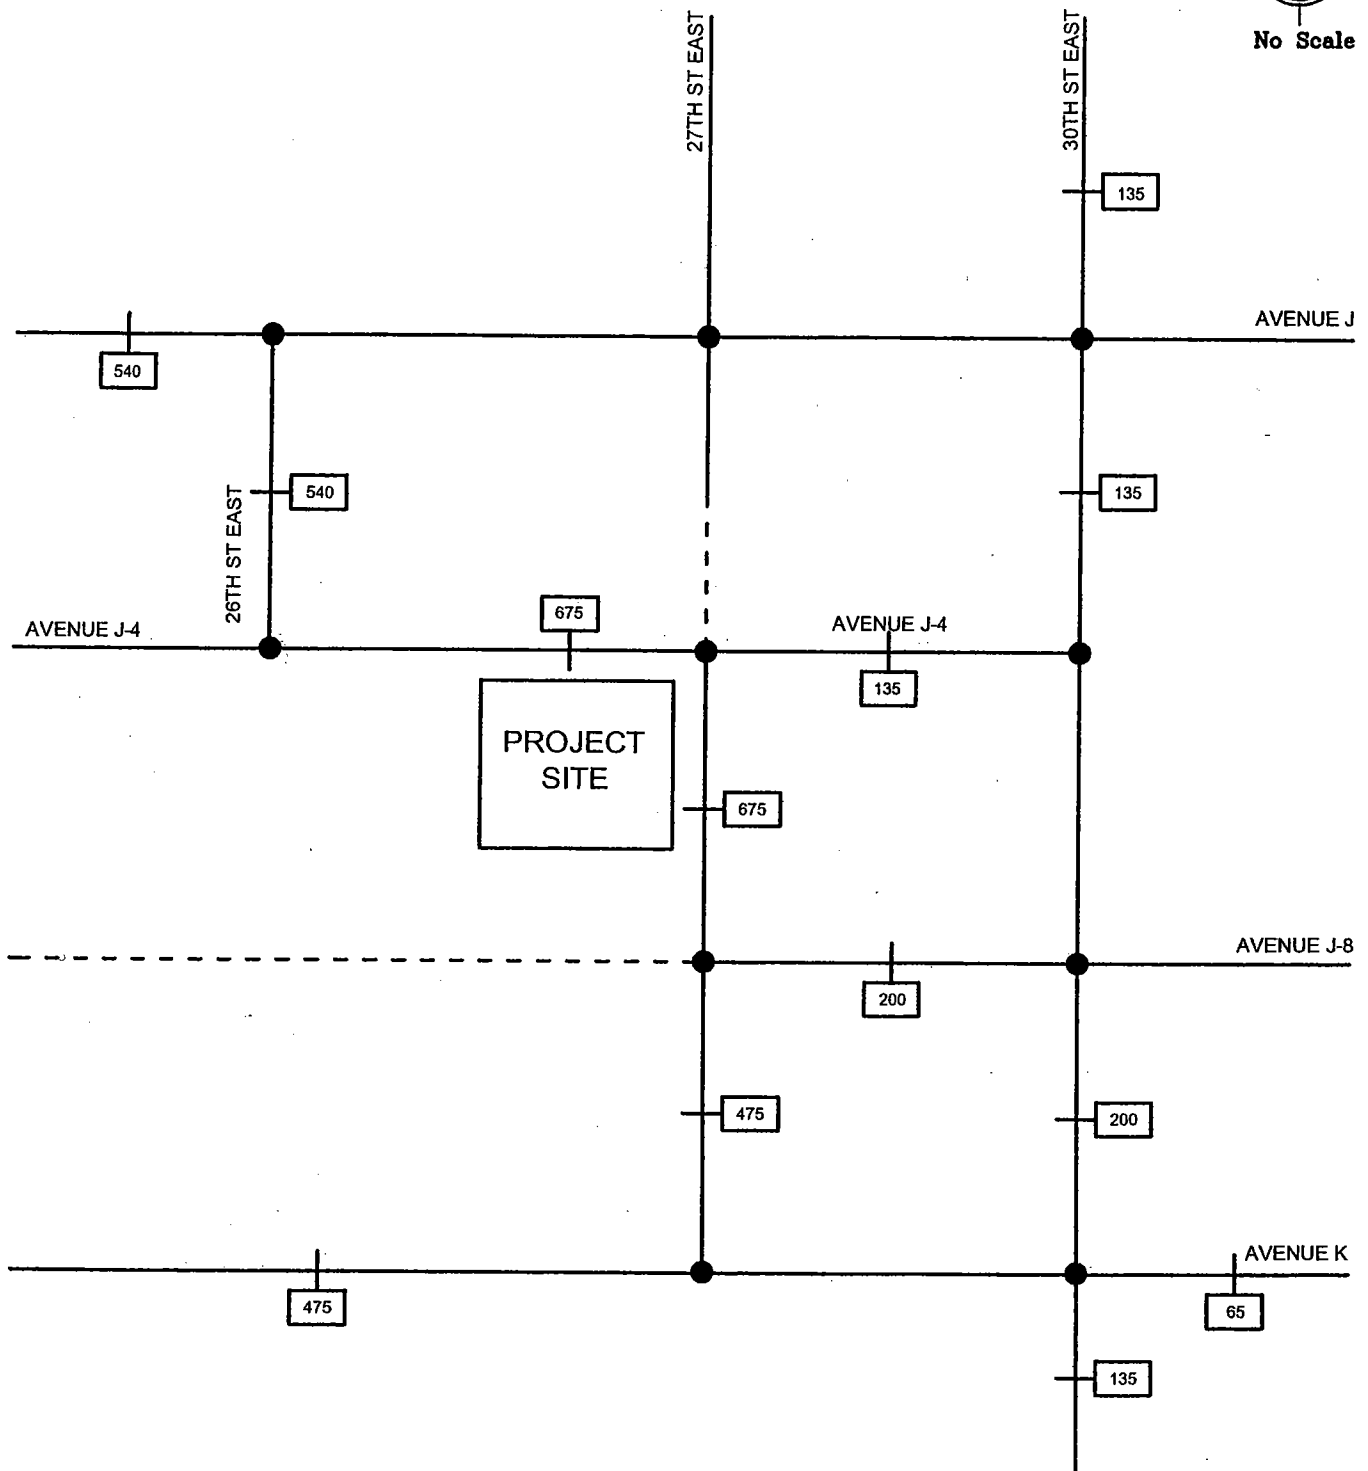 No Scale
27TH ST EAST
30TH ST EAST
135
AVENUE J
540
540
135
26TH ST EAST
675
AVENUE J-4
AVENUE J-4
135
PROJECT
SITE
675
AVENUE J-8
200
475
200
AVENUE K
475
65
135